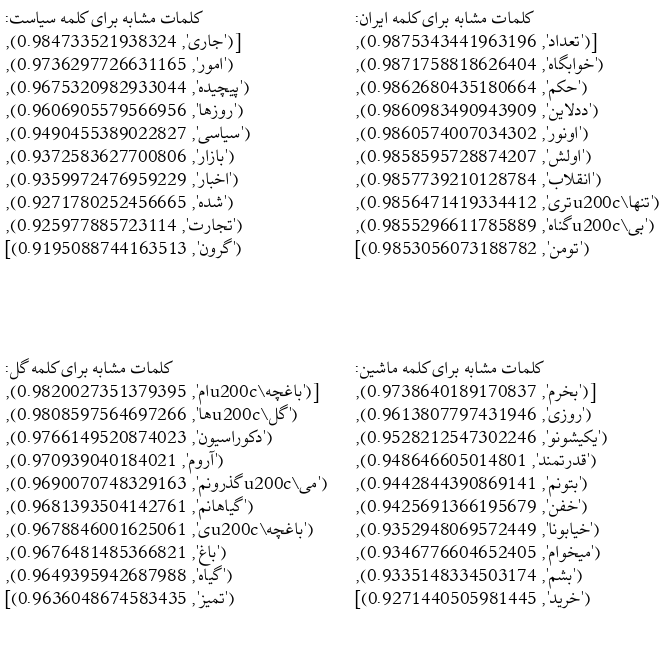 کلمات مشابه برای کلمه ایران:
[('تعداد', 0.9875343441963196),
('خوابگاه', 0.9871758818626404),
('حکم', 0.9862680435180664),
('ددلاین', 0.9860983490943909),
('اونور', 0.9860574007034302),
('اولش', 0.9858595728874207),
('انقلاب', 0.9857739210128784),
('تنها\u200cتری', 0.9856471419334412),
('بی\u200cگناه', 0.9855296611785889),
('تومن', 0.9853056073188782)]
کلمات مشابه برای کلمه سیاست:
[('جاری', 0.984733521938324),
('امور', 0.9736297726631165),
('پیچیده', 0.9675320982933044),
('روزها', 0.9606905579566956),
('سیاسی', 0.9490455389022827),
('بازار', 0.9372583627700806),
('اخبار', 0.9359972476959229),
('شده', 0.9271780252456665),
('تجارت', 0.925977885723114),
('گرون', 0.9195088744163513)]
کلمات مشابه برای کلمه ماشین:
[('بخرم', 0.9738640189170837),
('روزی', 0.9613807797431946),
('یکیشونو', 0.9528212547302246),
('قدرتمند', 0.948646605014801),
('بتونم', 0.9442844390869141),
('خفن', 0.9425691366195679),
('خیابونا', 0.9352948069572449),
('میخوام', 0.9346776604652405),
('بشم', 0.9335148334503174),
('خرید', 0.9271440505981445)]
کلمات مشابه برای کلمه گل:
[('باغچه\u200cام', 0.9820027351379395),
('گل\u200cها', 0.9808597564697266),
('دکوراسیون', 0.9766149520874023),
('آروم', 0.970939040184021),
('می\u200cگذرونم', 0.9690070748329163),
('گیاهانم', 0.9681393504142761),
('باغچه\u200cی', 0.9678846001625061),
('باغ', 0.9676481485366821),
('گیاه', 0.9649395942687988),
('تمیز', 0.9636048674583435)]